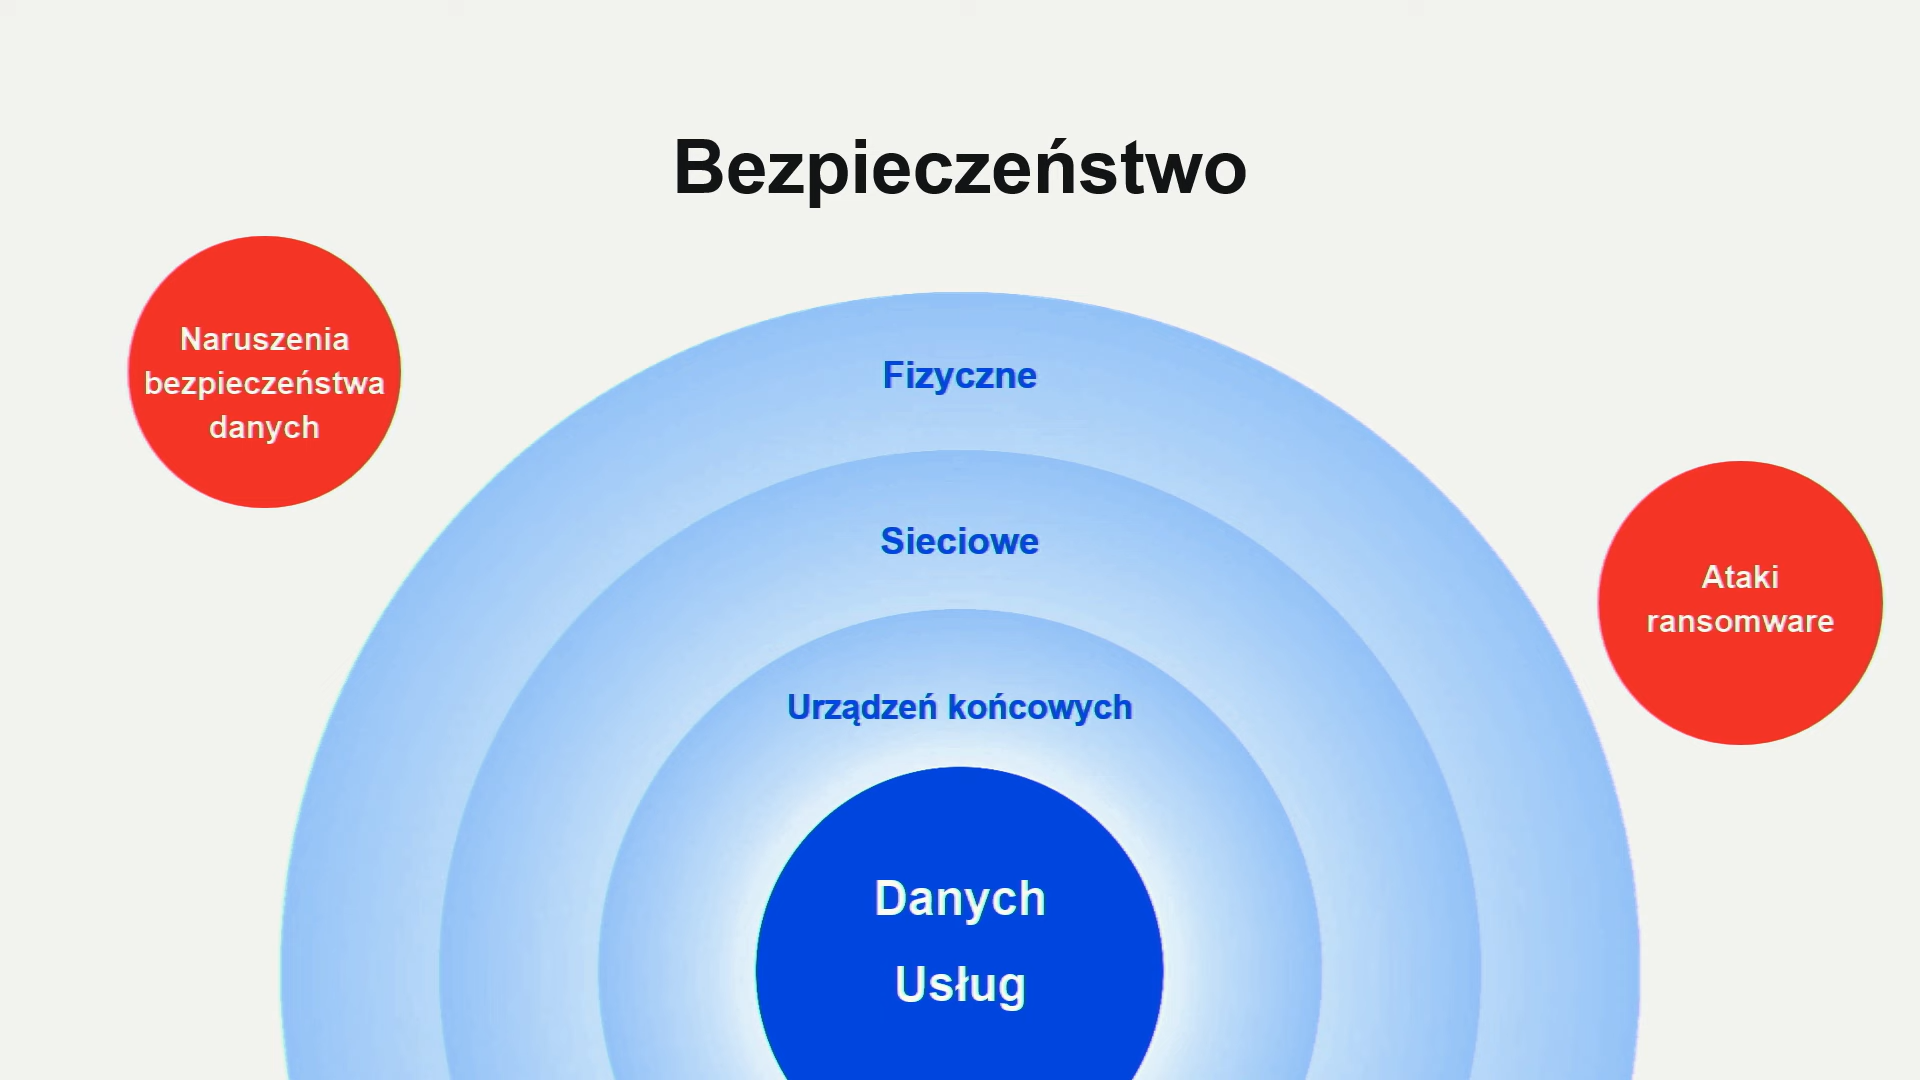 Bezpieczeństwo
Naruszenia
bezpieczeństwa
danych
Fizyczne
Sieciowe
Ataki
ransomware
Urządzeń końcowych
Danych
Usług